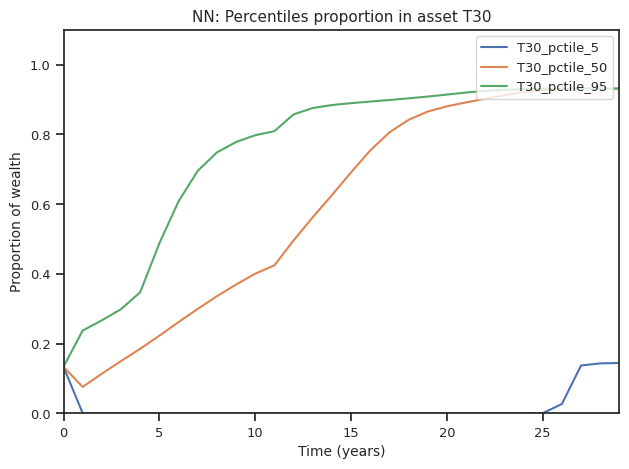 NN: Percentiles proportion in asset T30
T30_pctile_5
T30_pctile_50
T30_pctile_95
Proportion of wealth
1.0
0.8
0.6
0.4
0.2
0.0
0 5 10 15 20 25
Time (years)